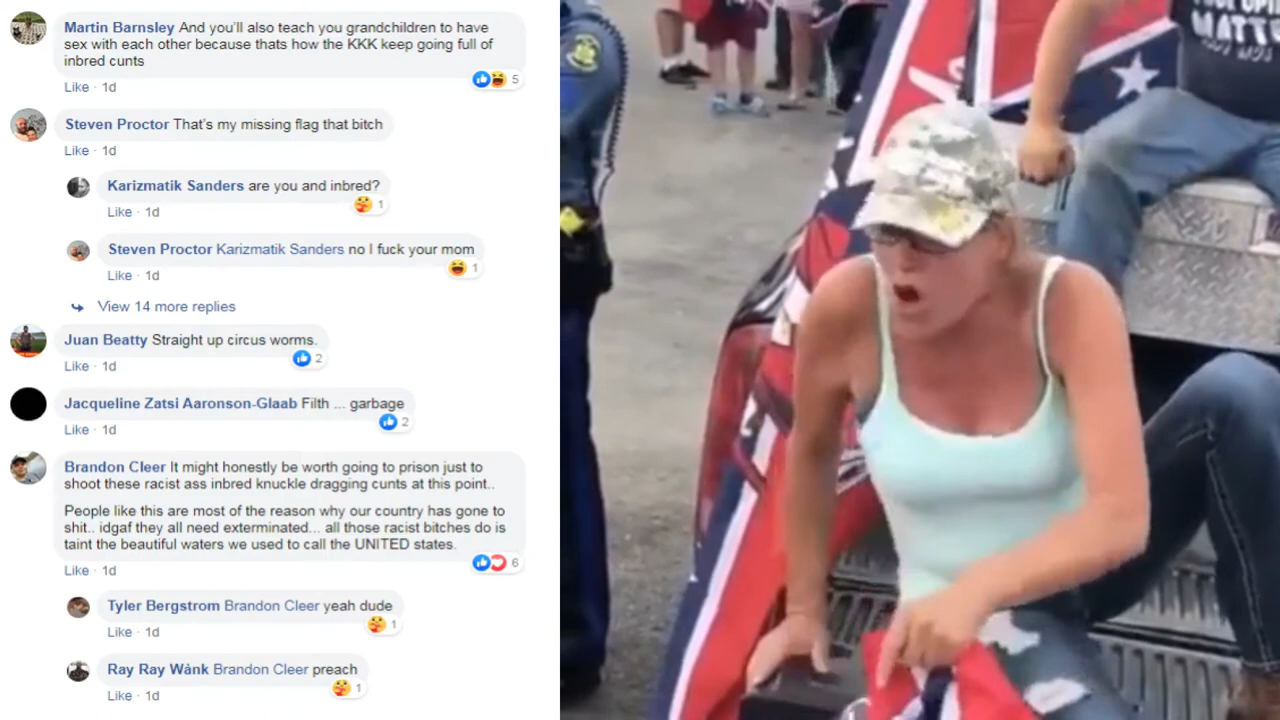 Martin Barnsley And you'll also teach you grandchildren to have
sex with each other because thats how the KKK keep going full of
inbred cunts
5
Like · 1d
Steven Proctor That's my missing flag that bitch
Like · 1d
Karizmatik Sanders are you and inbred?
1
Like · 1d
Steven Proctor Karizmatik Sanders no I fuck your mom
1
Like · 1d
View 14 more replies
Juan Beatty Straight up circus worms.
2
Like · 1d
Jacqueline Zatsi Aaronson-Glaab Filth ... garbage
2
Like · 1d
Brandon Cleer It might honestly be worth going to prison just to
shoot these racist ass inbred knuckle dragging cunts at this point..
People like this are most of the reason why our country has gone to
shit.. idgaf they all need exterminated... all those racist bitches do is
taint the beautiful waters we used to call the UNITED states.
6
Like · 1d
Tyler Bergstrom Brandon Cleer yeah dude
1
Like · 1d
Ray Ray Wånk Brandon Cleer preach
1
Like · 1d